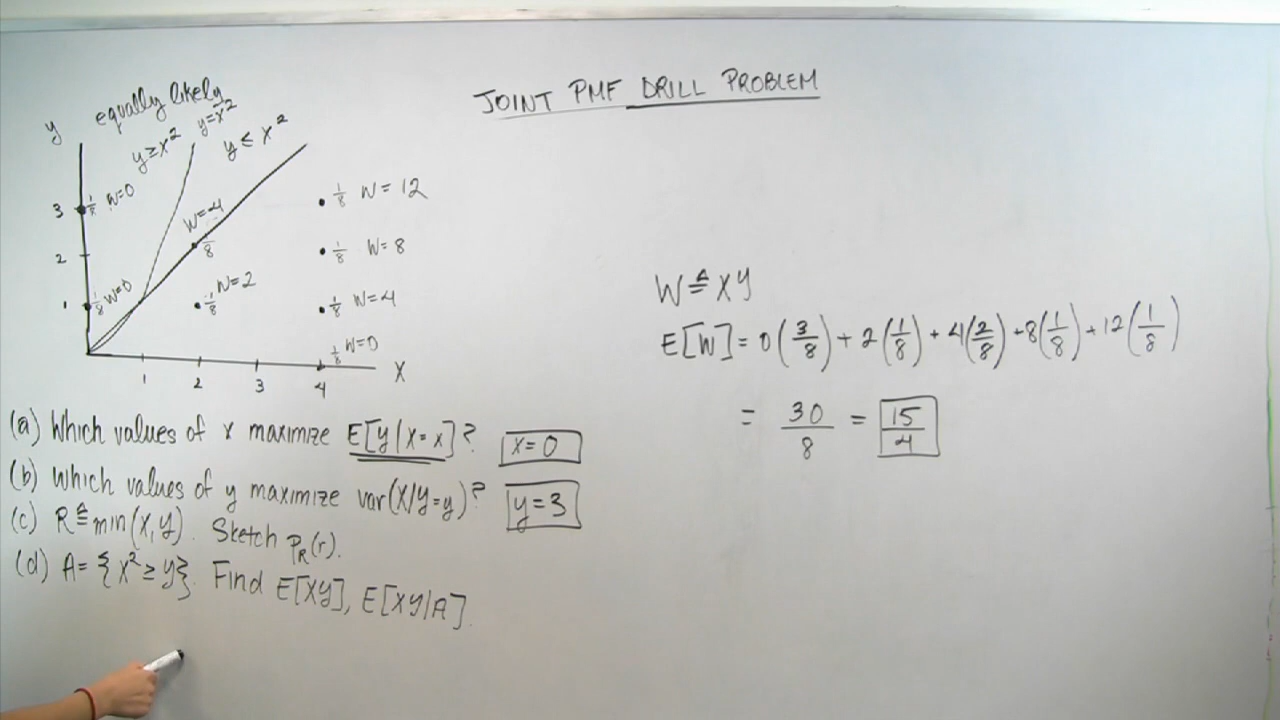 JOINT PMF DRILL PROBLEM
y equally likely
y≥x² y=x² y<x²
3 1/8 W=0
1/8 W=12
W=4
1/8
2
1/8 W=8
1 1/8 W=0
1/8 W=2
1/8 W=4
1/8 W=0
1 2 3 4 X
W ≜ XY
E[W] = 0(3/8) + 2(1/8) + 4(2/8) + 8(1/8) + 12(1/8)
= 30/8 = 15/4
(a) Which values of x maximize E[Y|X=x]? x=0
(b) Which values of y maximize var(X|Y=y)? y=3
(c) R ≜ min(X,Y). Sketch P_R(r).
(d) A = {X² ≥ Y}. Find E[XY], E[XY|A].